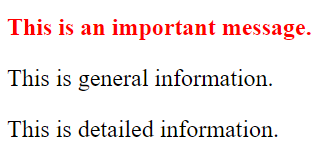 This is an important message.
This is general information.
This is detailed information.